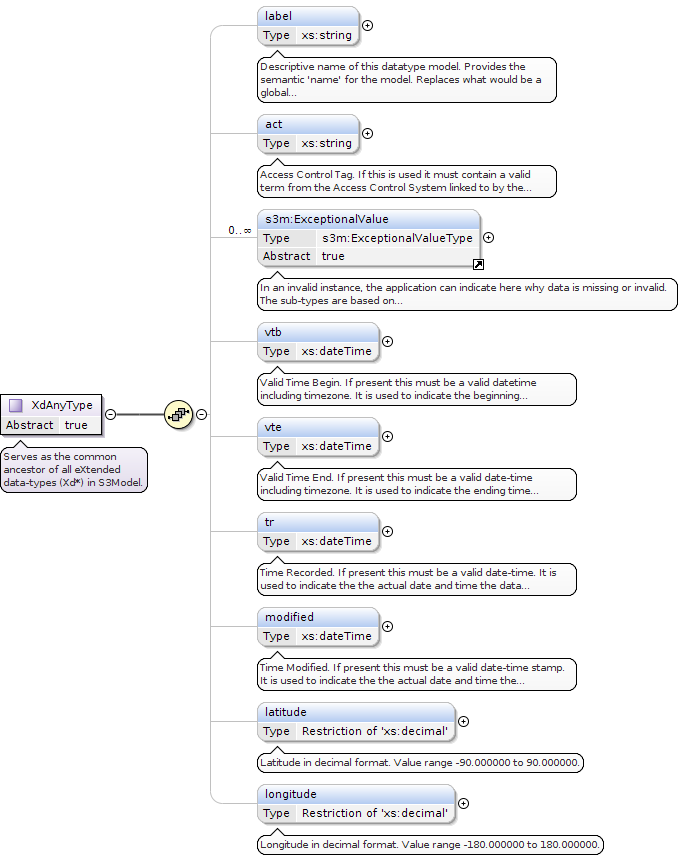 label
Type xs:string
Descriptive name of this datatype model. Provides the
semantic 'name' for the model. Replaces what would be a
global...
act
Type xs:string
Access Control Tag. If this is used it must contain a valid
term from the Access Control System linked to by the...
0..∞
s3m:ExceptionalValue
Type s3m:ExceptionalValueType
Abstract true
In an invalid instance, the application can indicate here why data is missing or invalid.
The sub-types are based on...
vtb
Type xs:dateTime
Valid Time Begin. If present this must be a valid datetime
including timezone. It is used to indicate the beginning...
XdAnyType
Abstract true
Serves as the common
ancestor of all eXtended
data-types (Xd*) in S3Model.
vte
Type xs:dateTime
Valid Time End. If present this must be a valid date-time
including timezone. It is used to indicate the ending time...
tr
Type xs:dateTime
Time Recorded. If present this must be a valid date-time. It is
used to indicate the the actual date and time the data...
modified
Type xs:dateTime
Time Modified. If present this must be a valid date-time stamp.
It is used to indicate the the actual date and time the...
latitude
Type Restriction of 'xs:decimal'
Latitude in decimal format. Value range -90.000000 to 90.000000.
longitude
Type Restriction of 'xs:decimal'
Longitude in decimal format. Value range -180.000000 to 180.000000.